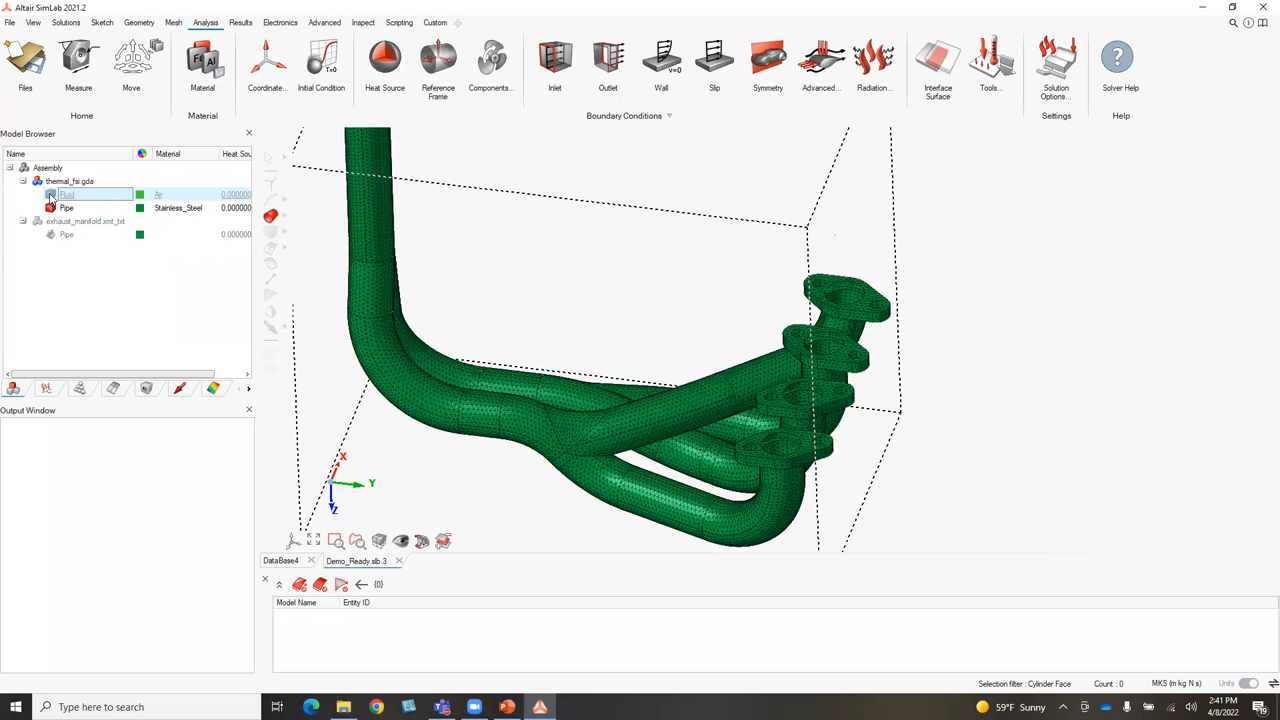 Altair SimLab 2021.2
File View Solutions Sketch Geometry Mesh Analysis Results Electronics Advanced Inspect Scripting Custom
Files Measure Move Material Coordinate... Initial Condition Heat Source Reference Frame Components... Inlet Outlet Wall Slip Symmetry Advanced... Radiation... Interface Surface Tools... Solution Options... Solver Help
Fe Al T=0 v=0 ?
Home Material Boundary Conditions Settings Help
Model Browser
Name Material Heat Sou
Assembly
thermal_fsi.gda
Fluid Air 0.000000
Pipe Stainless_Steel 0.000000
exhaust_manifold.xmt_txt
Pipe 0.000000
Output Window
X
Y
Z
DataBase4 Demo_Ready.slb.3
{0}
Model Name Entity ID
Selection filter : Cylinder Face Count : 0 MKS (m kg N s) Units
Type here to search
59°F Sunny
2:41 PM
4/8/2022